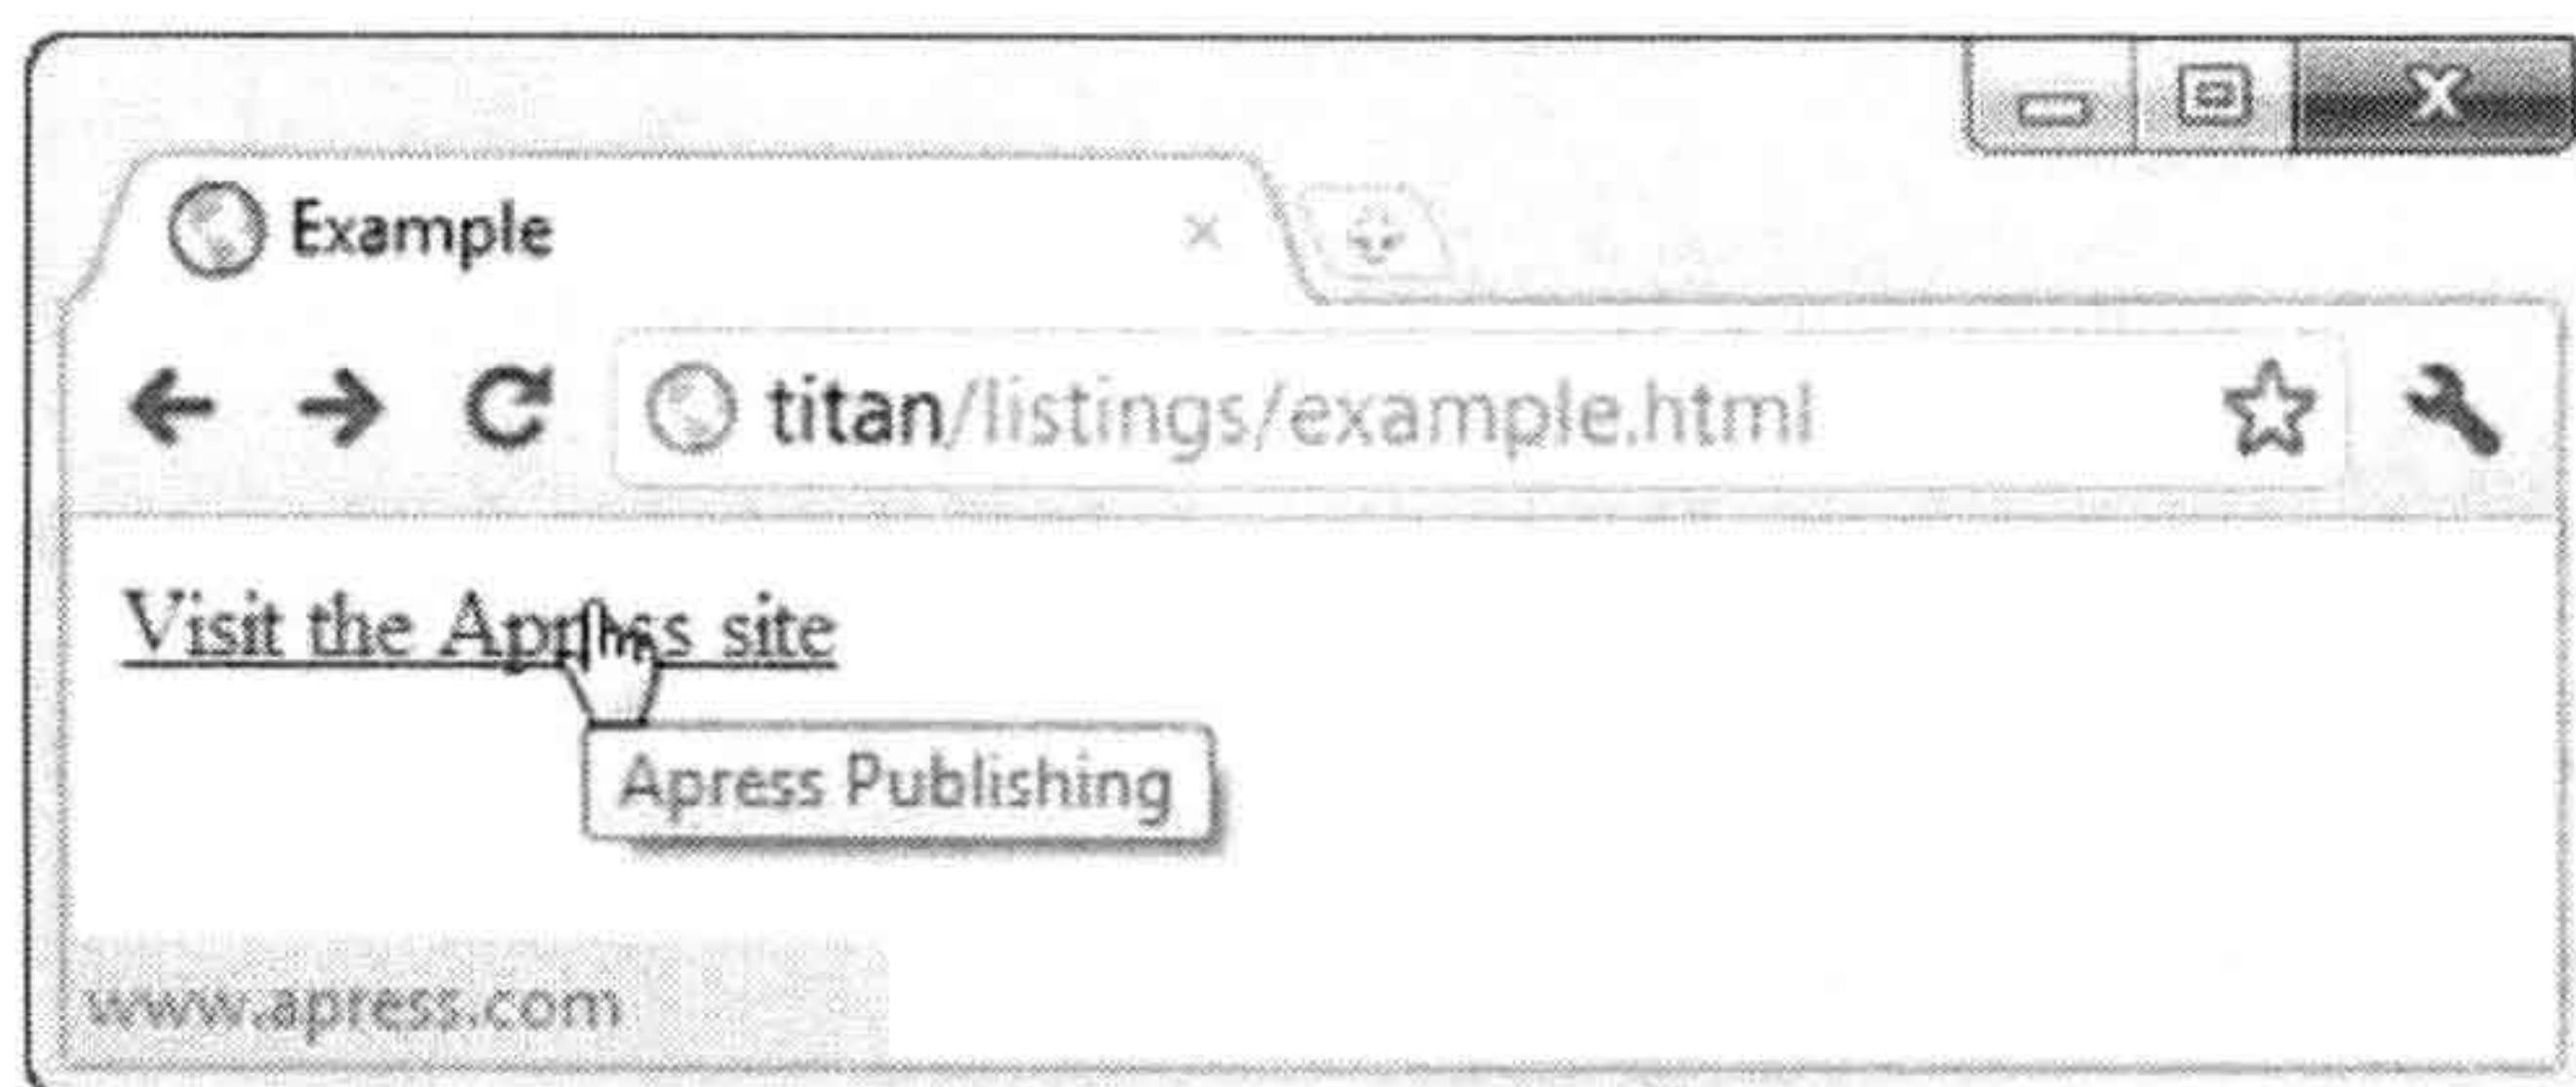 Example
titan/listings/example.html
Visit the Apress site
Apress Publishing
www.apress.com